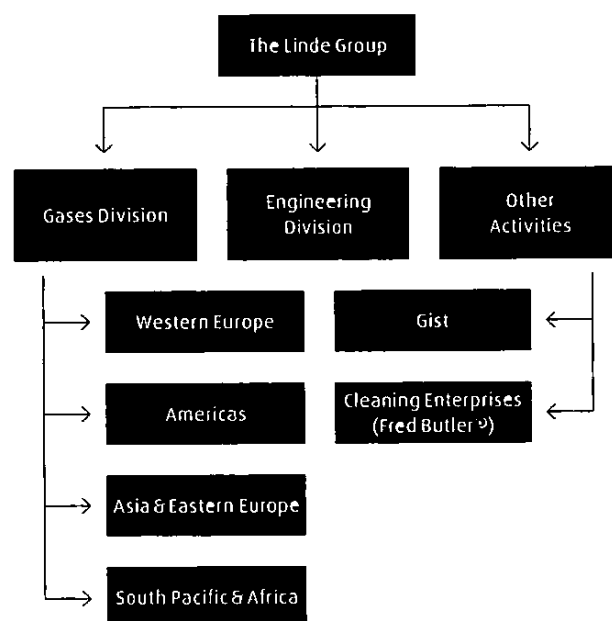 The Linde Group
Gases Division
Engineering
Division
Other
Activities
Western Europe
Gist
Americas
Cleaning Enterprises
(Fred Butler®)
Asia & Eastern Europe
South Pacific & Africa